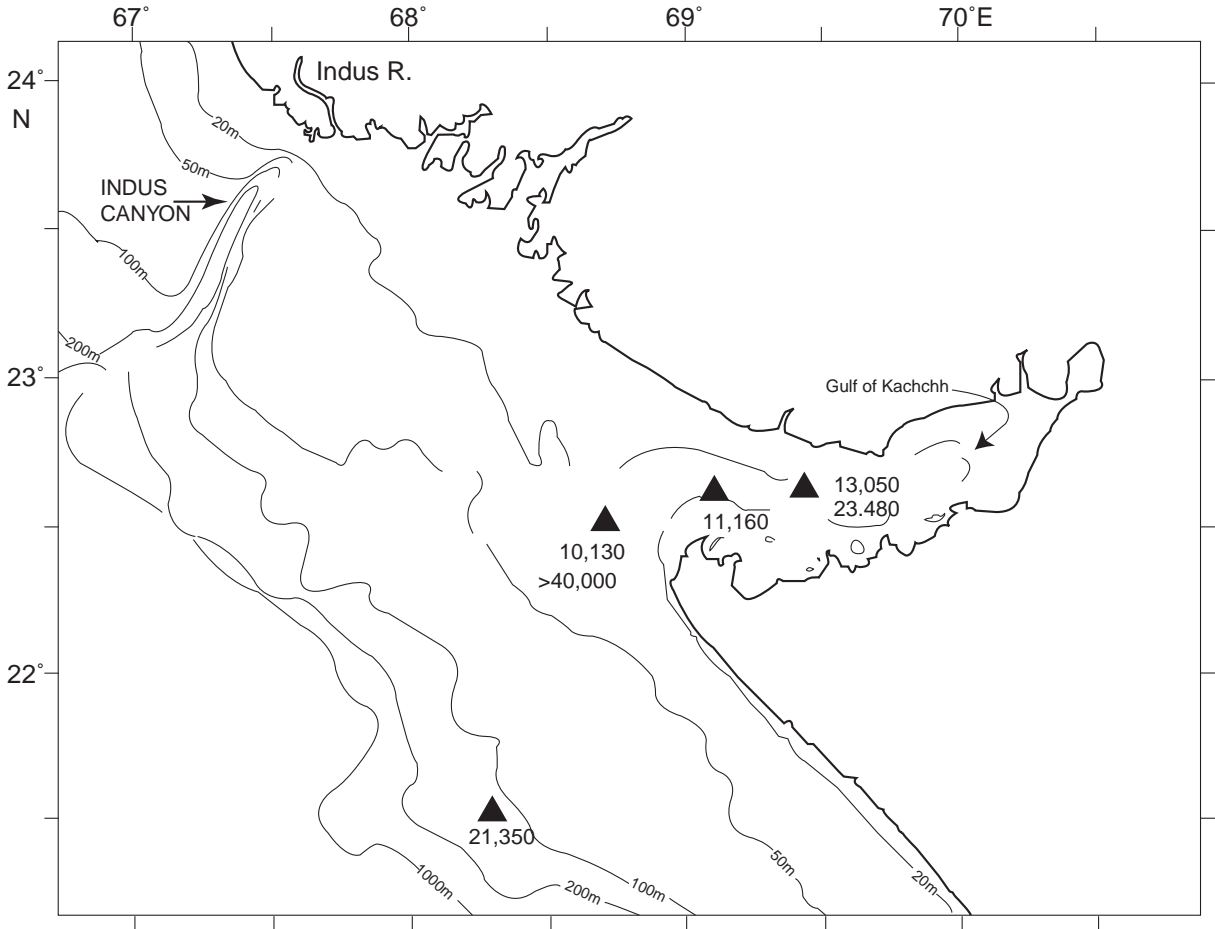 67° 68° 69° 70°E
24°
N
Indus R.
20m
50m
INDUS
CANYON
100m
200m
23°
Gulf of Kachchh
13,050
23.480
11,160
10,130
>40,000
22°
21,350
50m
20m
1000m
200m
100m